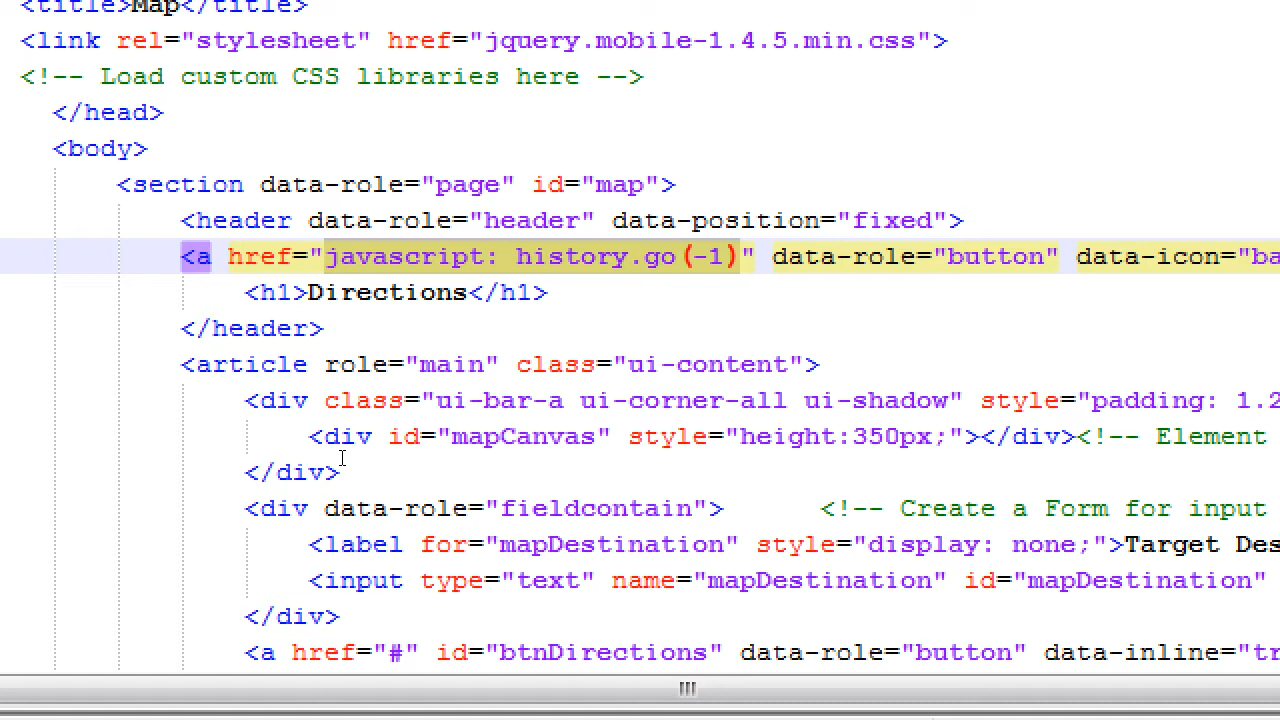 <title>Map</title>
<link rel="stylesheet" href="jquery.mobile-1.4.5.min.css">
<!-- Load custom CSS libraries here -->
</head>
<body>
<section data-role="page" id="map">
<header data-role="header" data-position="fixed">
<a href="javascript: history.go(-1)" data-role="button" data-icon="ba
<h1>Directions</h1>
</header>
<article role="main" class="ui-content">
<div class="ui-bar-a ui-corner-all ui-shadow" style="padding: 1.2
<div id="mapCanvas" style="height:350px;"></div><!-- Element
</div>
<div data-role="fieldcontain"> <!-- Create a Form for input
<label for="mapDestination" style="display: none;">Target Des
<input type="text" name="mapDestination" id="mapDestination"
</div>
<a href="#" id="btnDirections" data-role="button" data-inline="tr